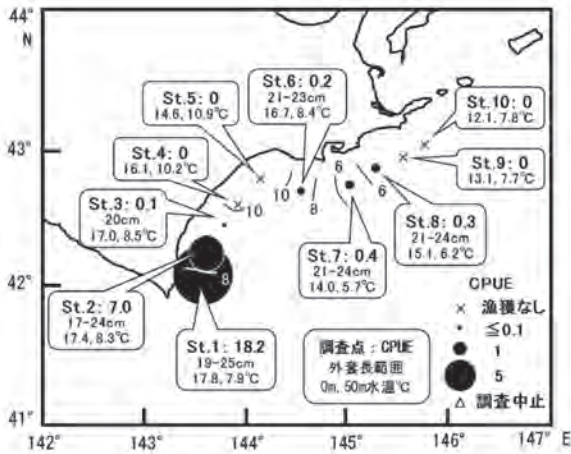 44°
N
43°
42°
41°
142°
143°
144°
145°
146°
147°
E
St.5: 0
14.6, 10.9℃
St.4: 0
16.1, 10.2℃
St.3: 0.1
20cm
17.0, 8.5℃
St.2: 7.0
17-24cm
17.4, 8.3℃
St.1: 18.2
19-25cm
17.8, 7.9℃
St.6: 0.2
21-23cm
16.7, 8.4℃
St.7: 0.4
21-24cm
14.0, 5.7℃
St.8: 0.3
21-24cm
15.1, 6.2℃
St.9: 0
13.1, 7.7℃
St.10: 0
12.1, 7.8℃
10
10
8
6
6
8
調査点：CPUE
外套長範囲
0m, 50m水温℃
CPUE
× 漁獲なし
≦0.1
1
5
△ 調査中止